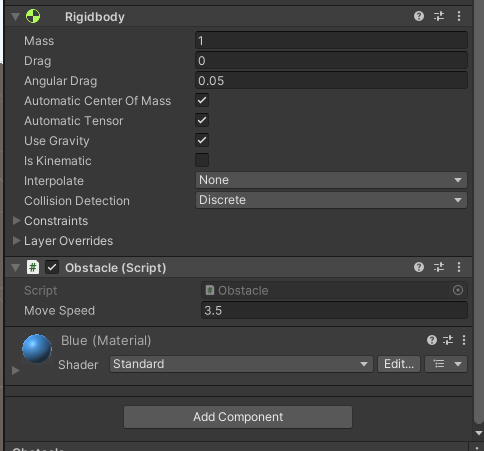 Rigidbody
Mass 1
Drag 0
Angular Drag 0.05
Automatic Center Of Mass
Automatic Tensor
Use Gravity
Is Kinematic
Interpolate None
Collision Detection Discrete
Constraints
Layer Overrides
# Obstacle (Script)
Script # Obstacle
Move Speed 3.5
Blue (Material)
Shader Standard Edit...
Add Component